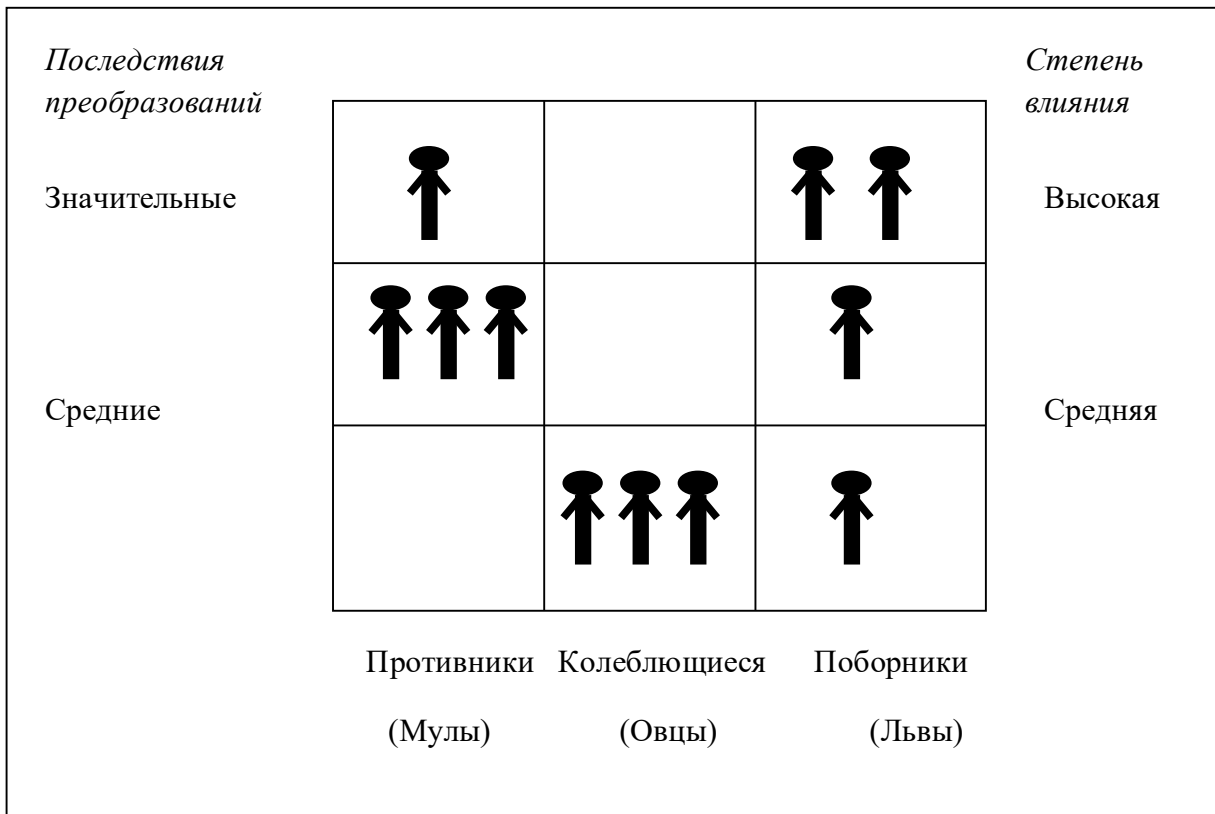 Последствия
преобразований
Степень
влияния
Значительные
Высокая
Средние
Средняя
Противники Колеблющиеся Поборники
(Мулы) (Овцы) (Львы)